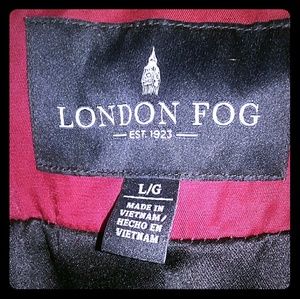 LONDON FOG
EST. 1923
L/G
MADE IN
VIETNAM/
HECHO EN
VIETNAM